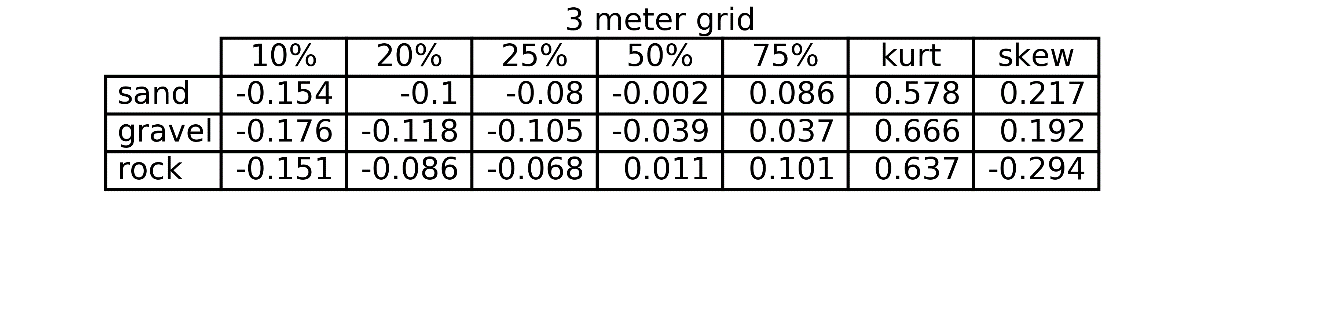 3 meter grid
10% 20% 25% 50% 75% kurt skew
sand -0.154 -0.1 -0.08 -0.002 0.086 0.578 0.217
gravel -0.176 -0.118 -0.105 -0.039 0.037 0.666 0.192
rock -0.151 -0.086 -0.068 0.011 0.101 0.637 -0.294